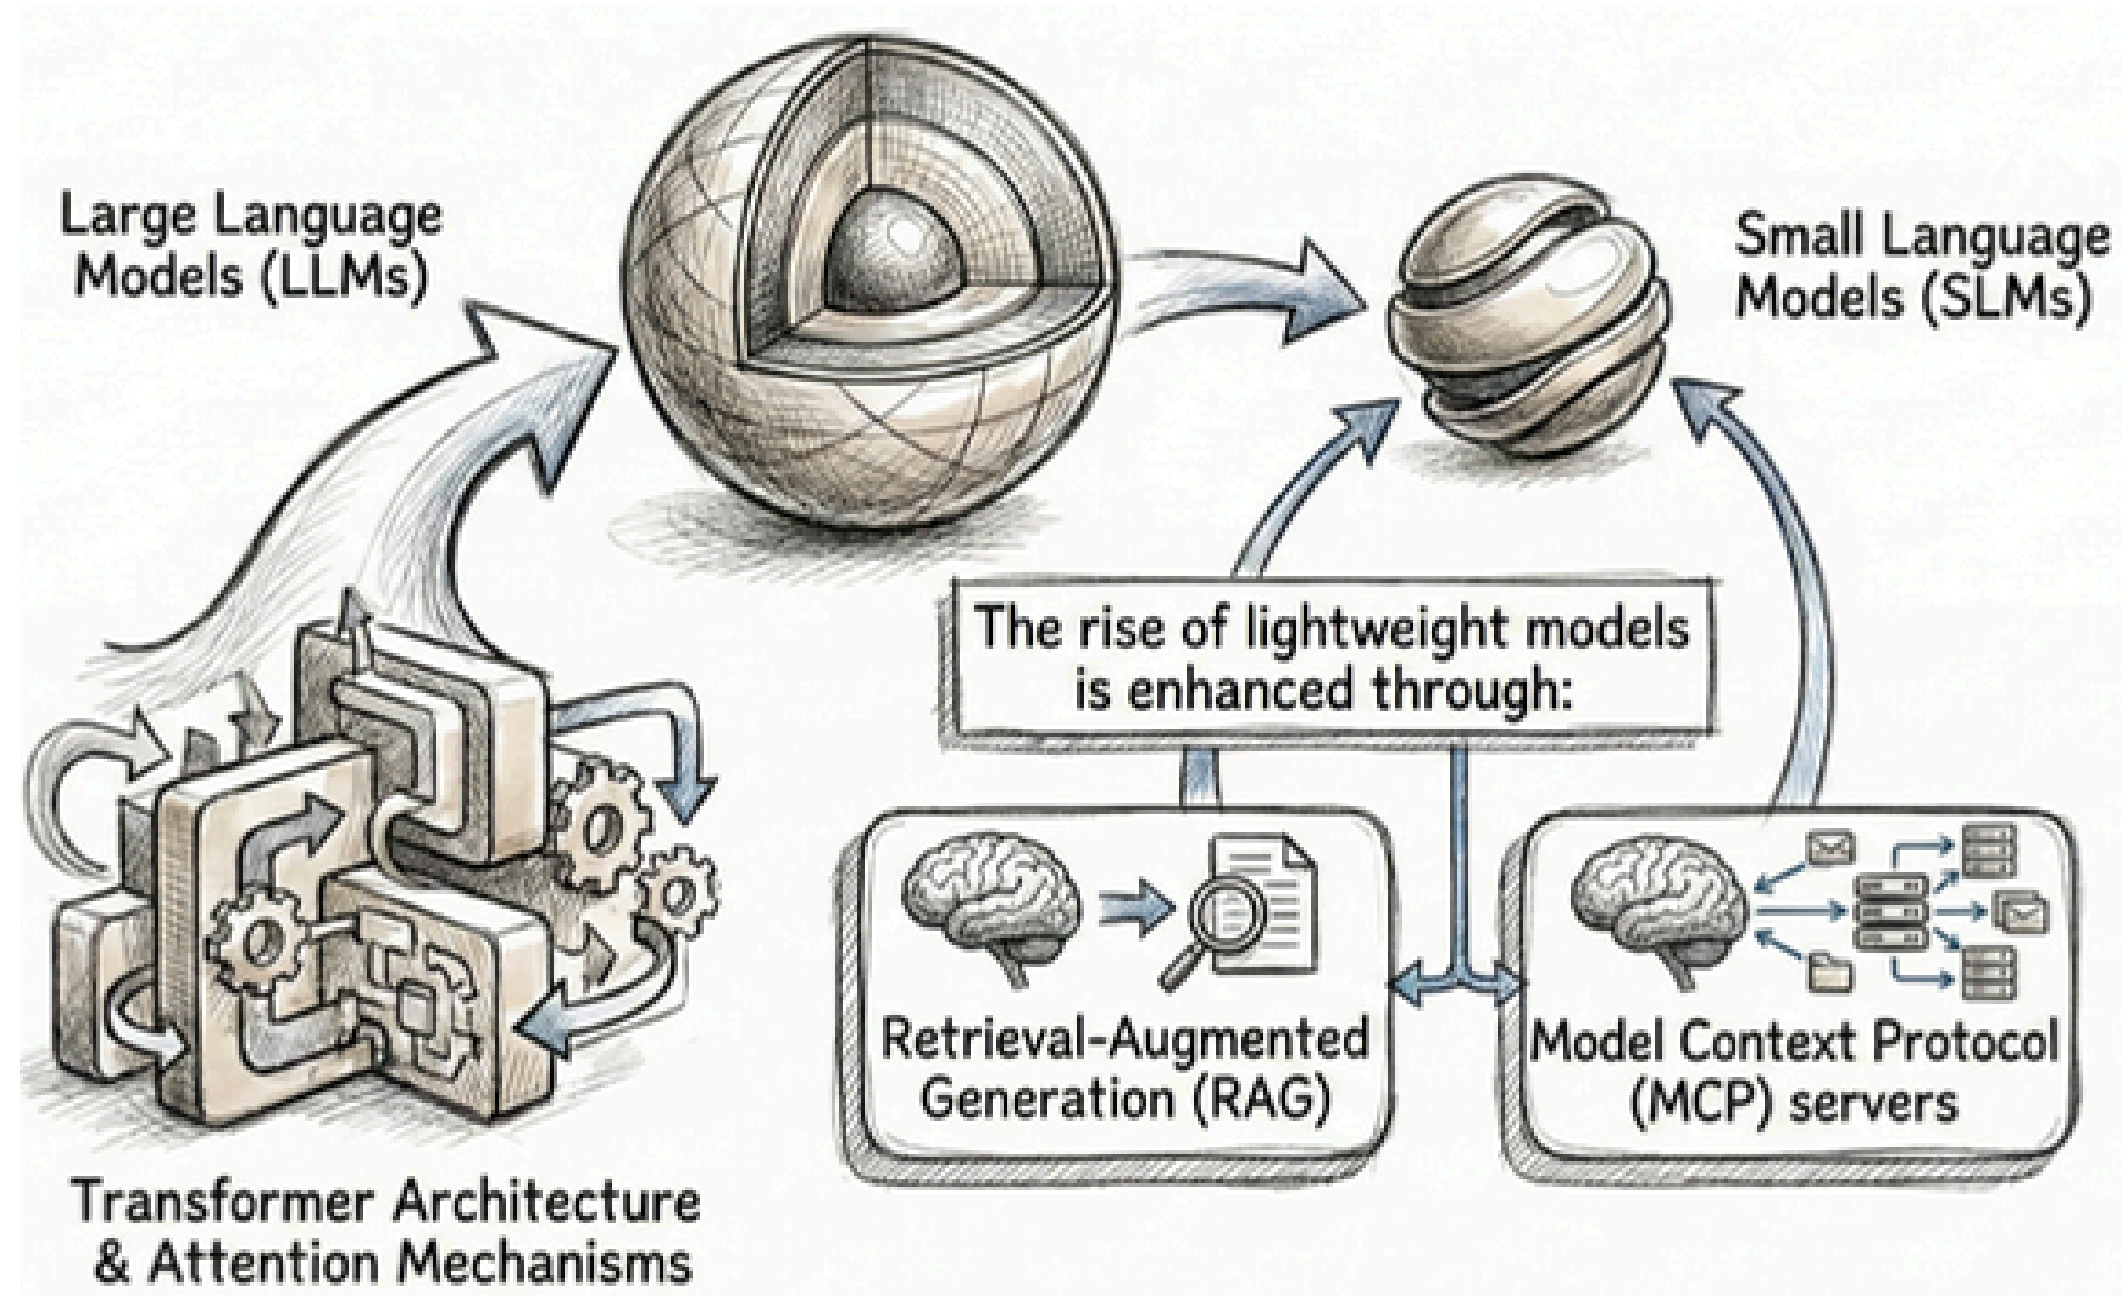 Large Language
Models (LLMs)
Small Language
Models (SLMs)
The rise of lightweight models
is enhanced through:
Retrieval-Augmented
Generation (RAG)
Model Context Protocol
(MCP) servers
Transformer Architecture
& Attention Mechanisms